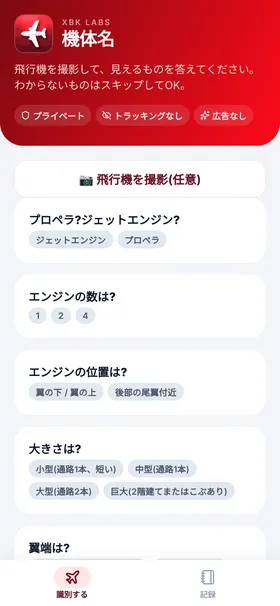 XBK LABS
機体名
飛行機を撮影して、見えるものを答えてください。
わからないものはスキップしてOK。
プライベート
トラッキングなし
広告なし
📷 飛行機を撮影(任意)
プロペラ?ジェットエンジン?
ジェットエンジン
プロペラ
エンジンの数は?
1
2
4
エンジンの位置は?
翼の下 / 翼の上
後部の尾翼付近
大きさは?
小型(通路1本、短い)
中型(通路1本)
大型(通路2本)
巨大(2階建てまたはこぶあり)
翼端は?
識別する
記録